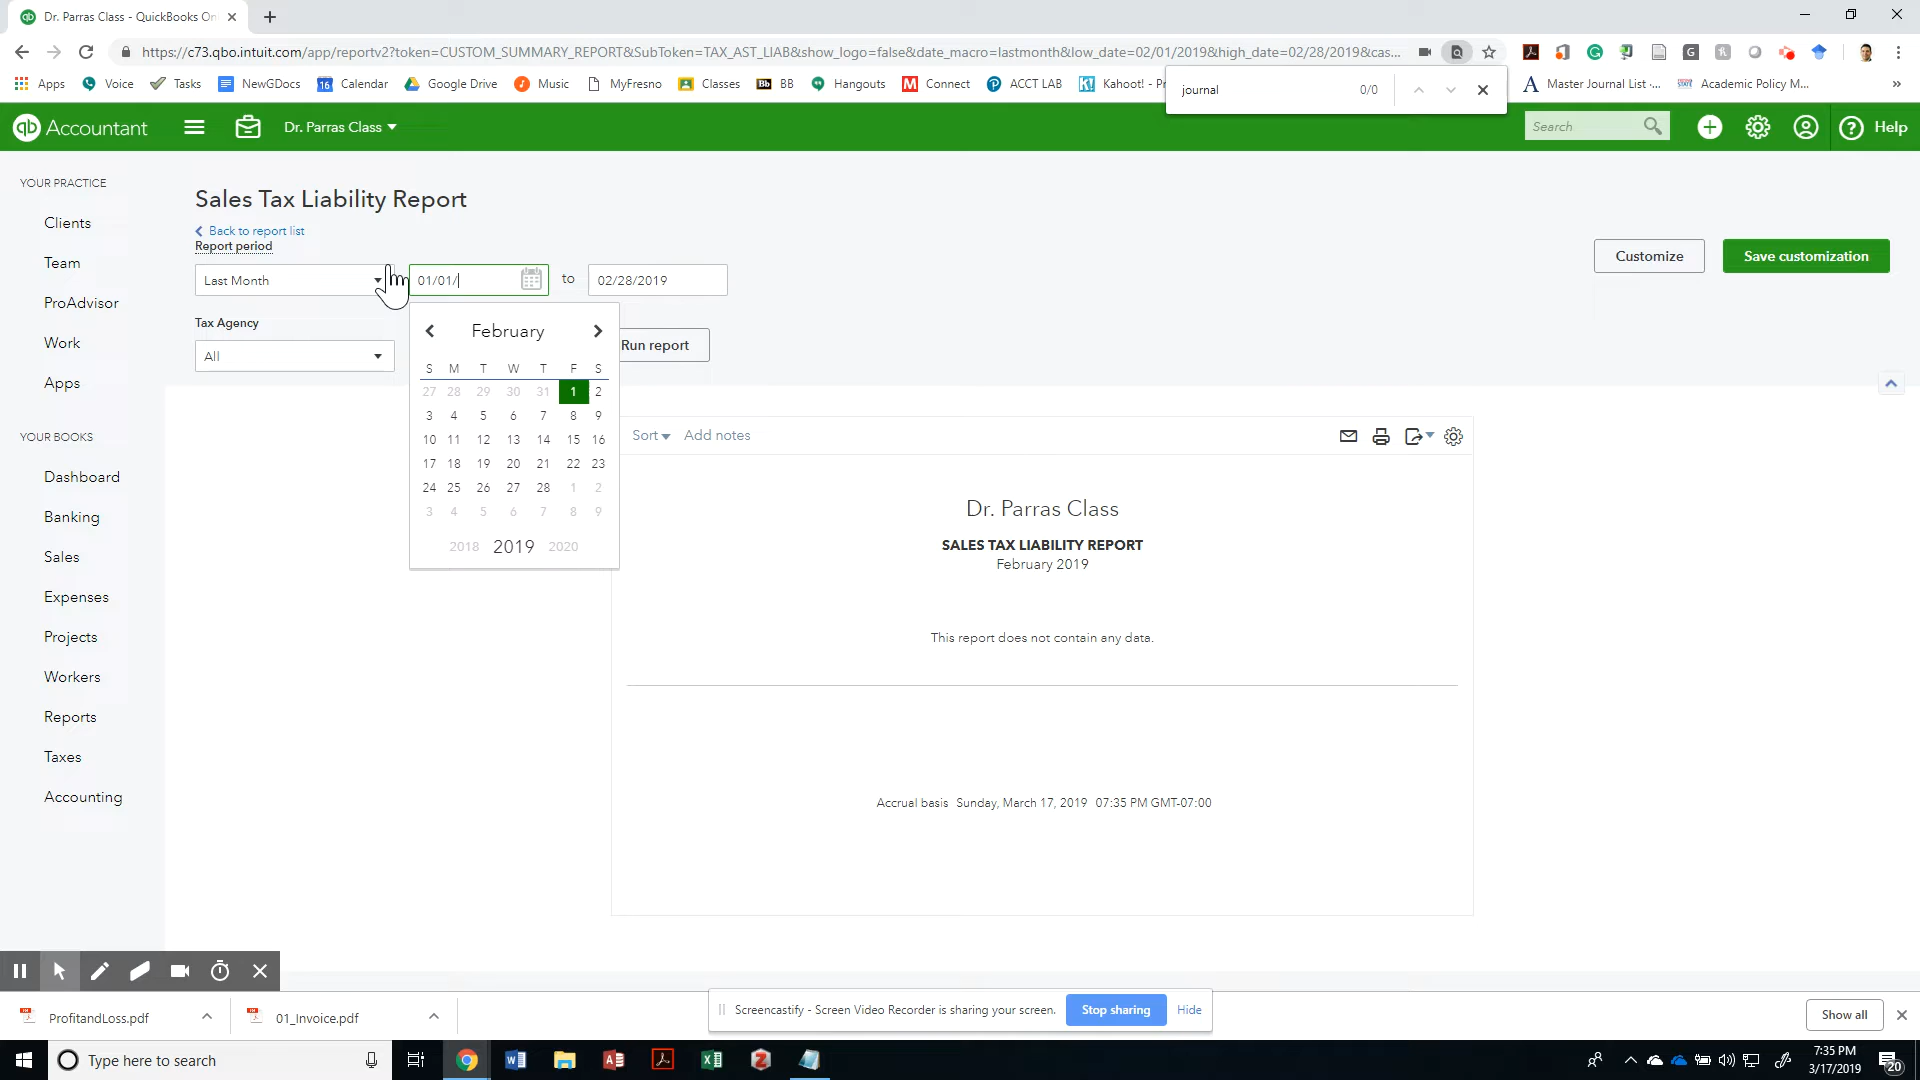 Dr. Parras Class - QuickBooks On
https://c73.qbo.intuit.com/app/reportv2?token=CUSTOM_SUMMARY_REPORT&SubToken=TAX_AST_LIAB&show_logo=false&date_macro=lastmonth&low_date=02/01/2019&high_date=02/28/2019&cas...
Apps Voice Tasks NewGDocs Calendar Google Drive Music MyFresno Classes BB Hangouts Connect ACCT LAB Kahoot! - Pr Master Journal List -... Academic Policy M...
journal 0/0
qb Accountant Dr. Parras Class Search Help
YOUR PRACTICE
Clients
Team
ProAdvisor
Work
Apps
YOUR BOOKS
Dashboard
Banking
Sales
Expenses
Projects
Workers
Reports
Taxes
Accounting
Sales Tax Liability Report
Back to report list
Report period
Last Month 01/01/ to 02/28/2019
Customize Save customization
Tax Agency
All
Run report
February
S M T W T F S
27 28 29 30 31 1 2
3 4 5 6 7 8 9
10 11 12 13 14 15 16
17 18 19 20 21 22 23
24 25 26 27 28 1 2
3 4 5 6 7 8 9
2018 2019 2020
Sort Add notes
Dr. Parras Class
SALES TAX LIABILITY REPORT
February 2019
This report does not contain any data.
Accrual basis Sunday, March 17, 2019 07:35 PM GMT-07:00
ProfitandLoss.pdf 01_Invoice.pdf
Screencastify - Screen Video Recorder is sharing your screen. Stop sharing Hide
Show all
Type here to search
7:35 PM
3/17/2019
20